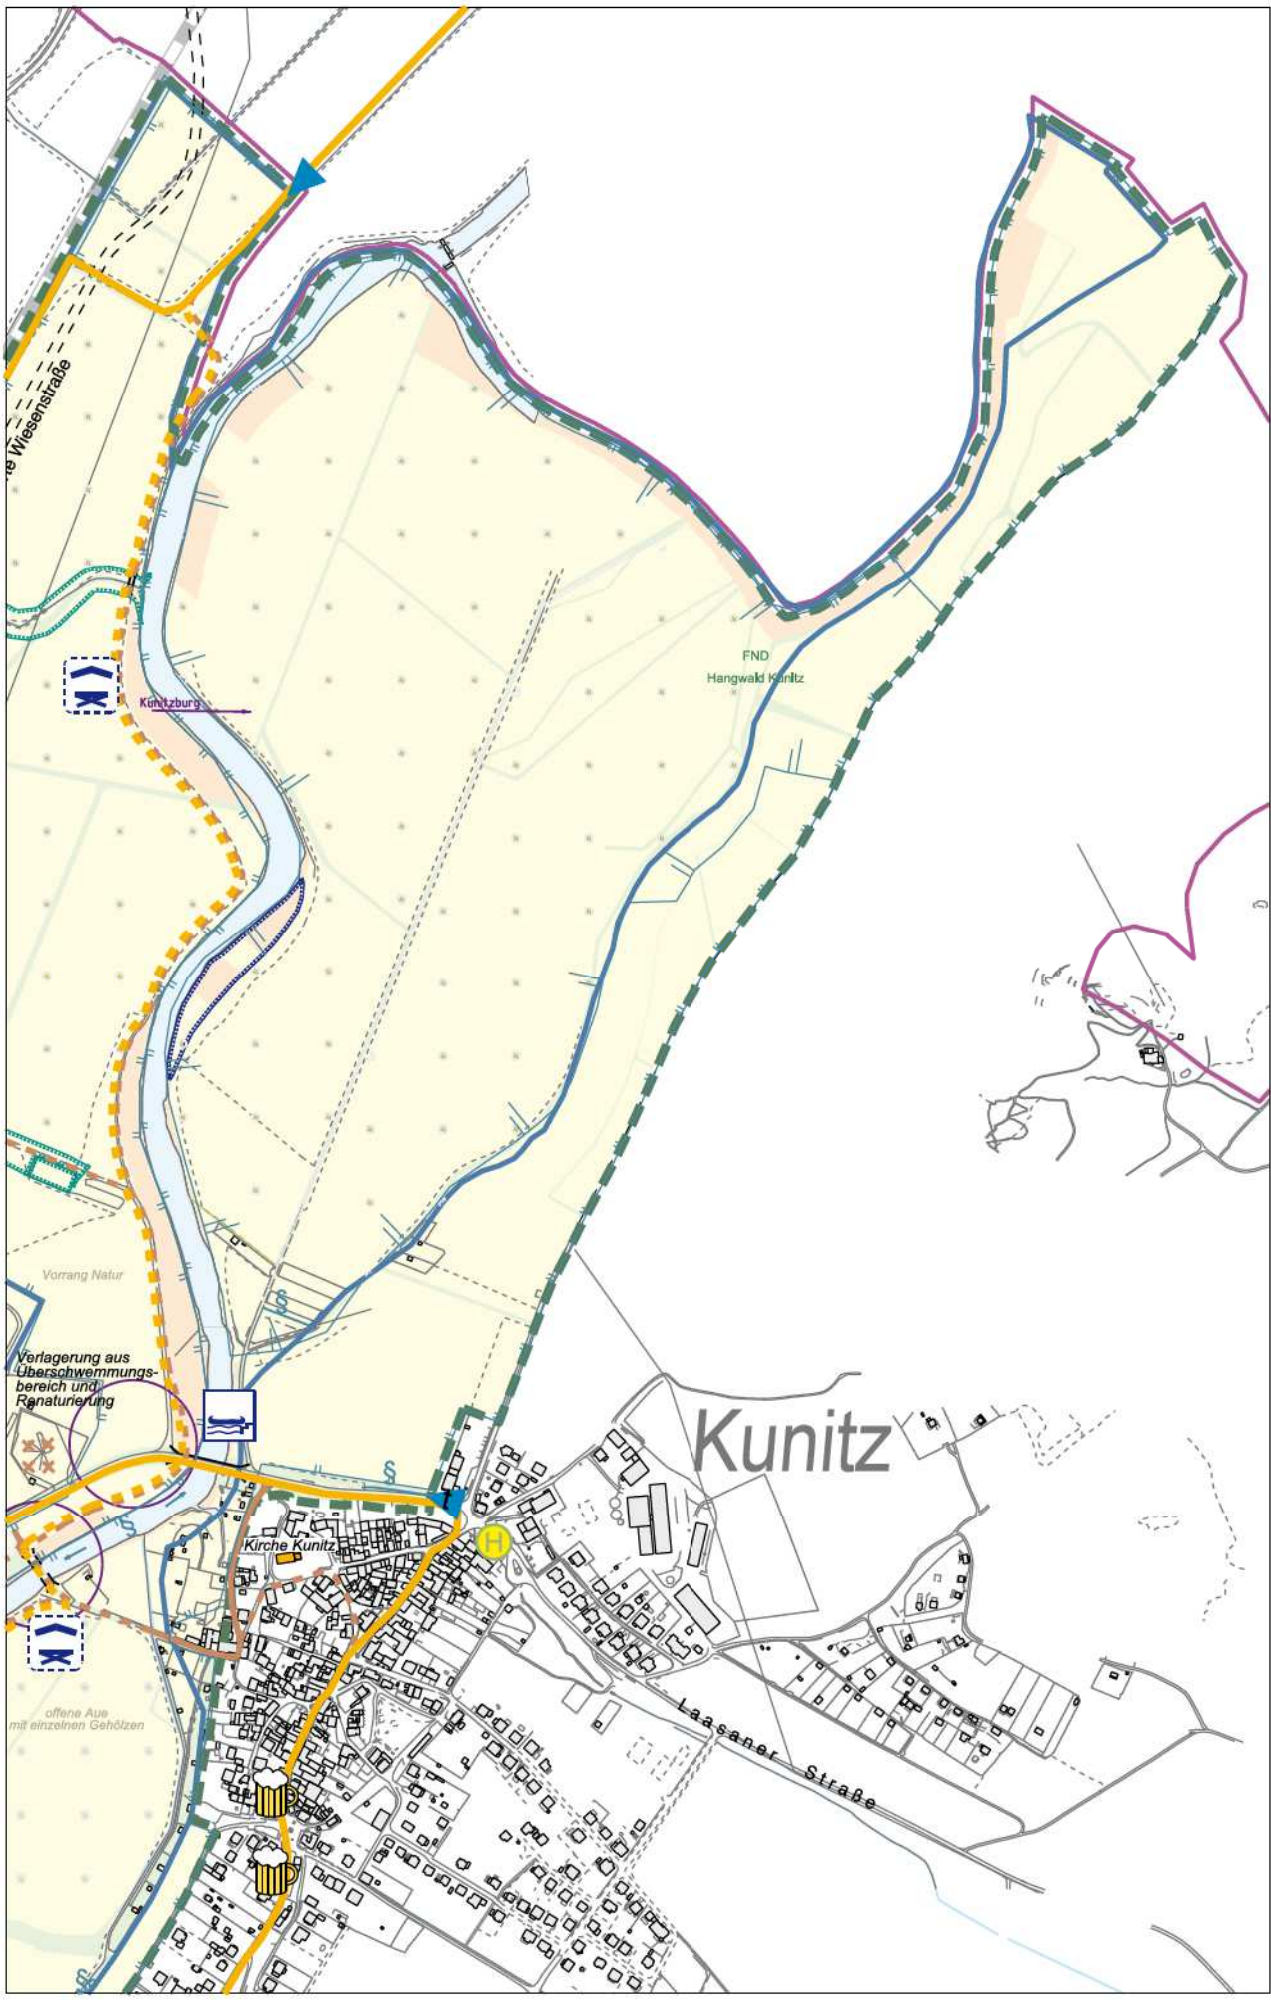 te Wiesenstraße
FND
Hangwald Kunitz
Kunitzburg
Vorrang Natur
Verlagerung aus
Überschwemmungs-
bereich und
Renaturierung
Kunitz
§
§
§
H
Kirche Kunitz
Laasaner Straße
offene Aue
mit einzelnen Gehölzen
§